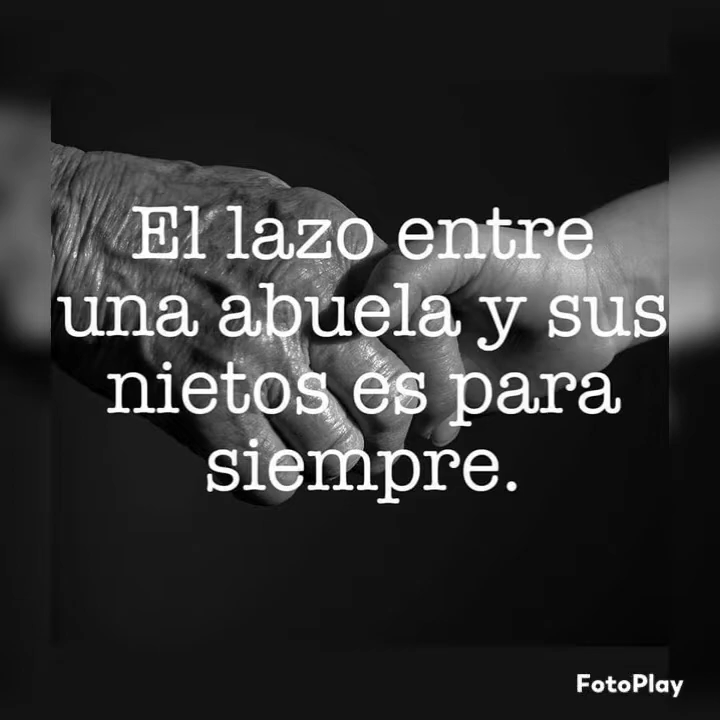 El lazo entre
una abuela y sus
nietos es para
siempre.
FotoPlay